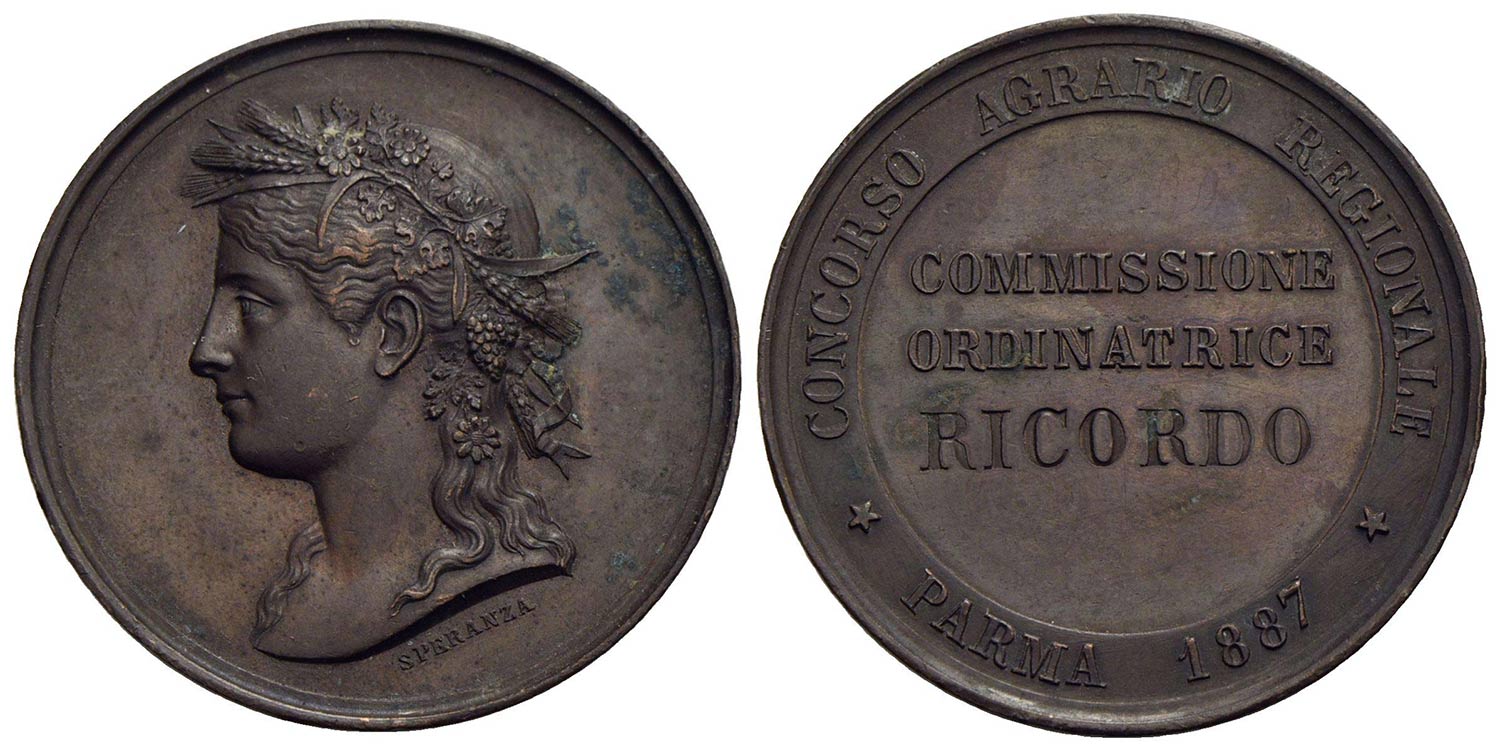 SPERANZA
CONCORSO AGRARIO REGIONALE
COMMISSIONE
ORDINATRICE
RICORDO
PARMA 1887